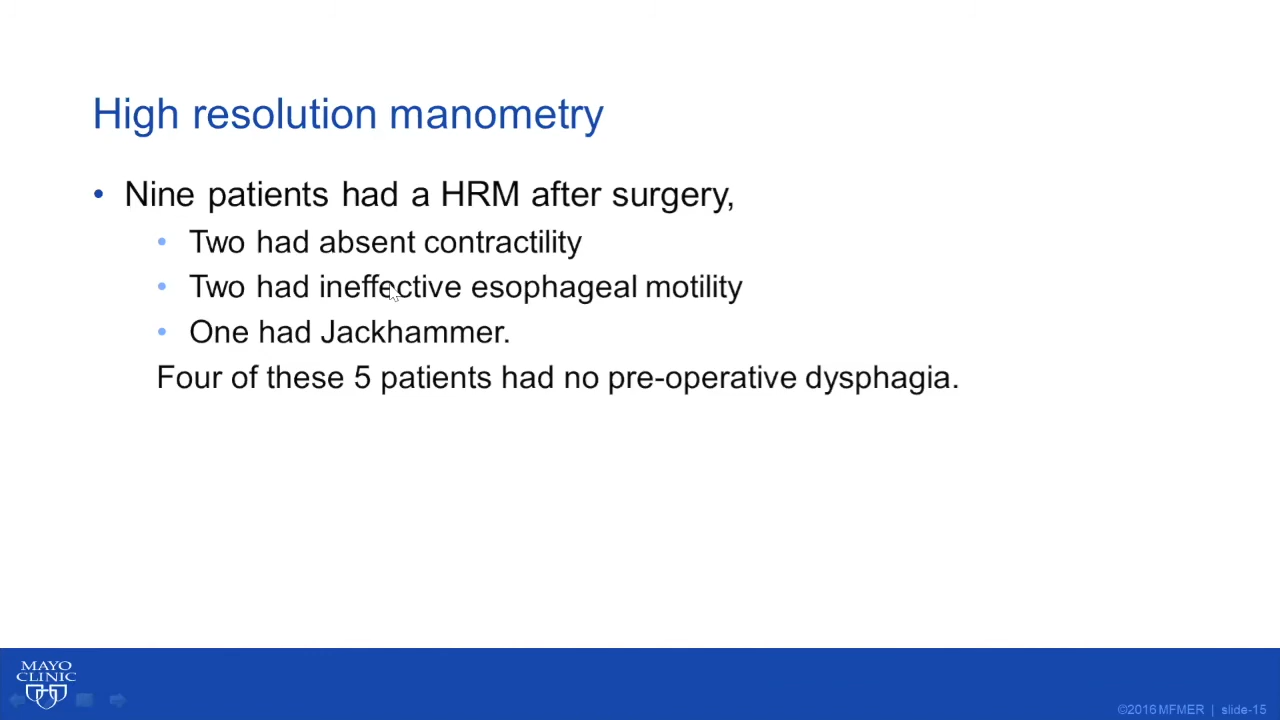 High resolution manometry
• Nine patients had a HRM after surgery,
• Two had absent contractility
• Two had ineffective esophageal motility
• One had Jackhammer.
Four of these 5 patients had no pre-operative dysphagia.
MAYO
CLINIC
©2016 MFMER | slide-15